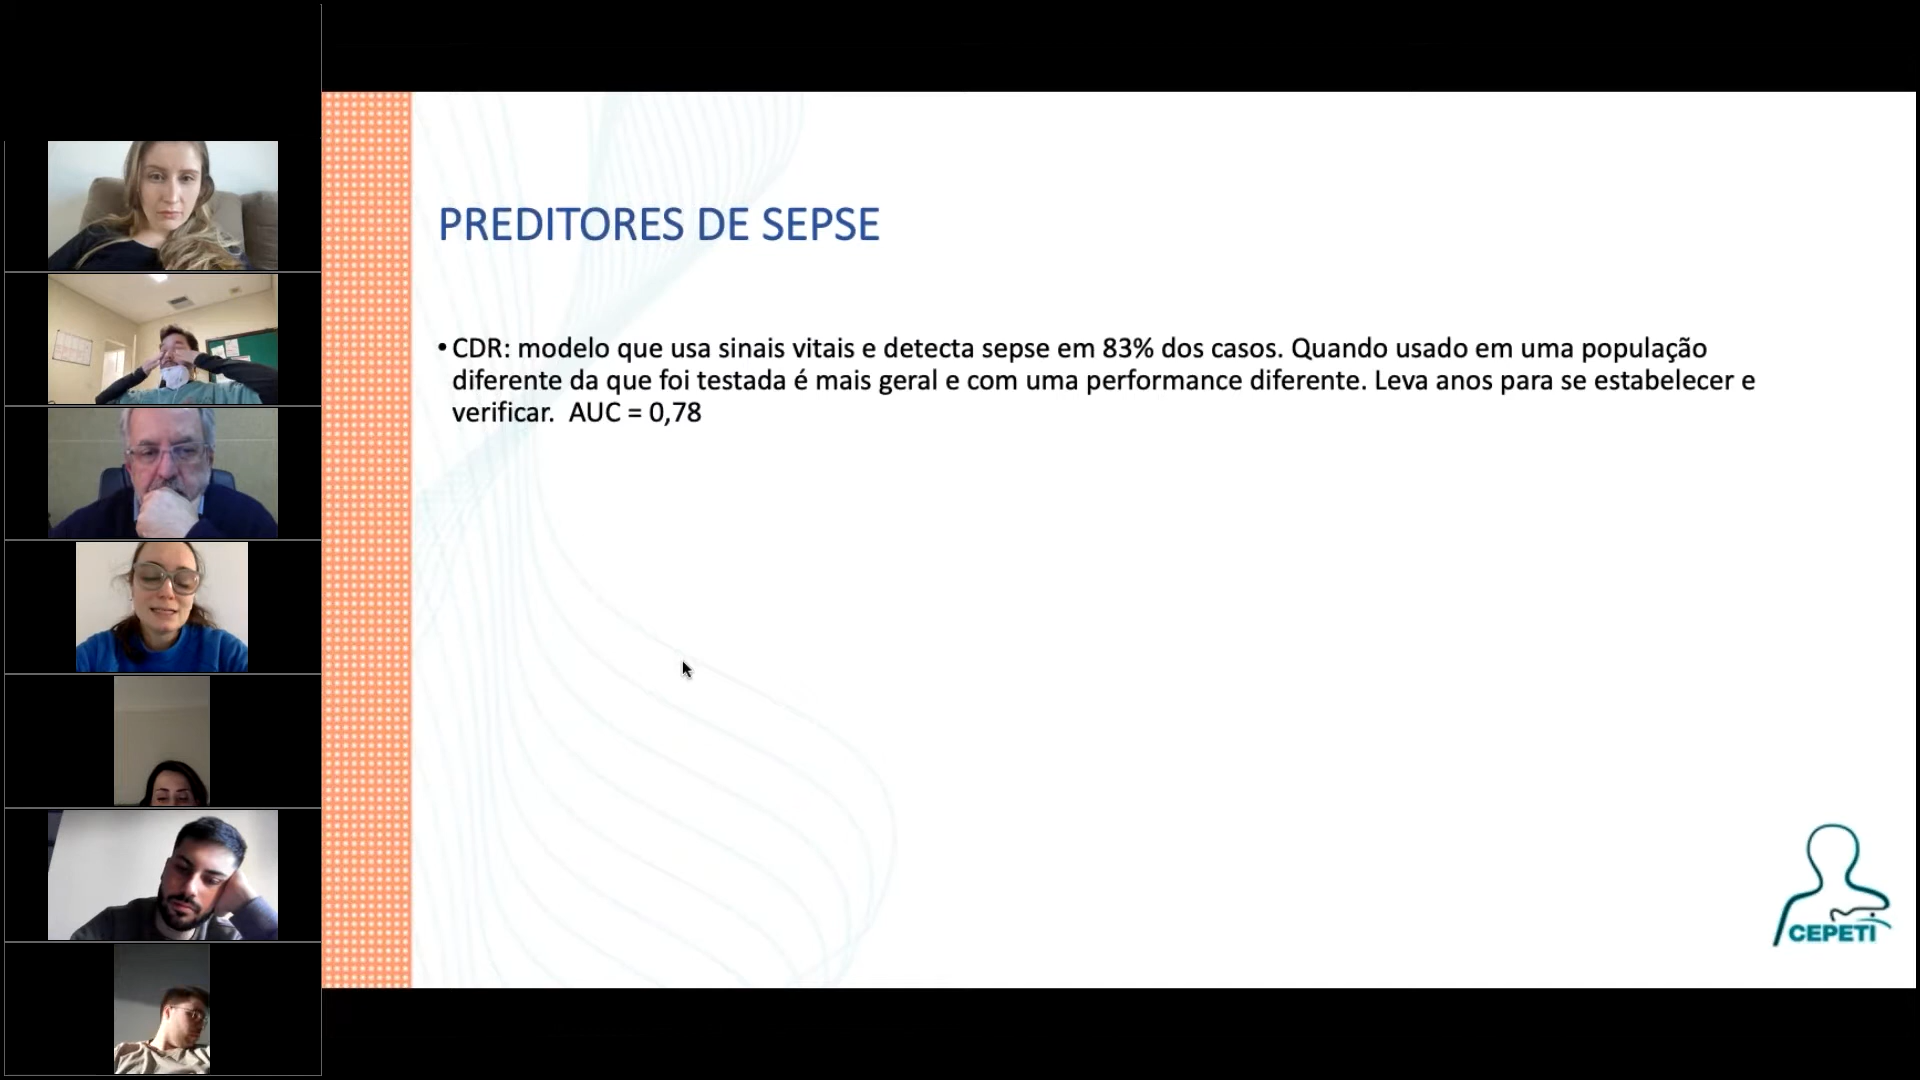 PREDITORES DE SEPSE
• CDR: modelo que usa sinais vitais e detecta sepse em 83% dos casos. Quando usado em uma população
diferente da que foi testada é mais geral e com uma performance diferente. Leva anos para se estabelecer e
verificar.  AUC = 0,78
CEPETI